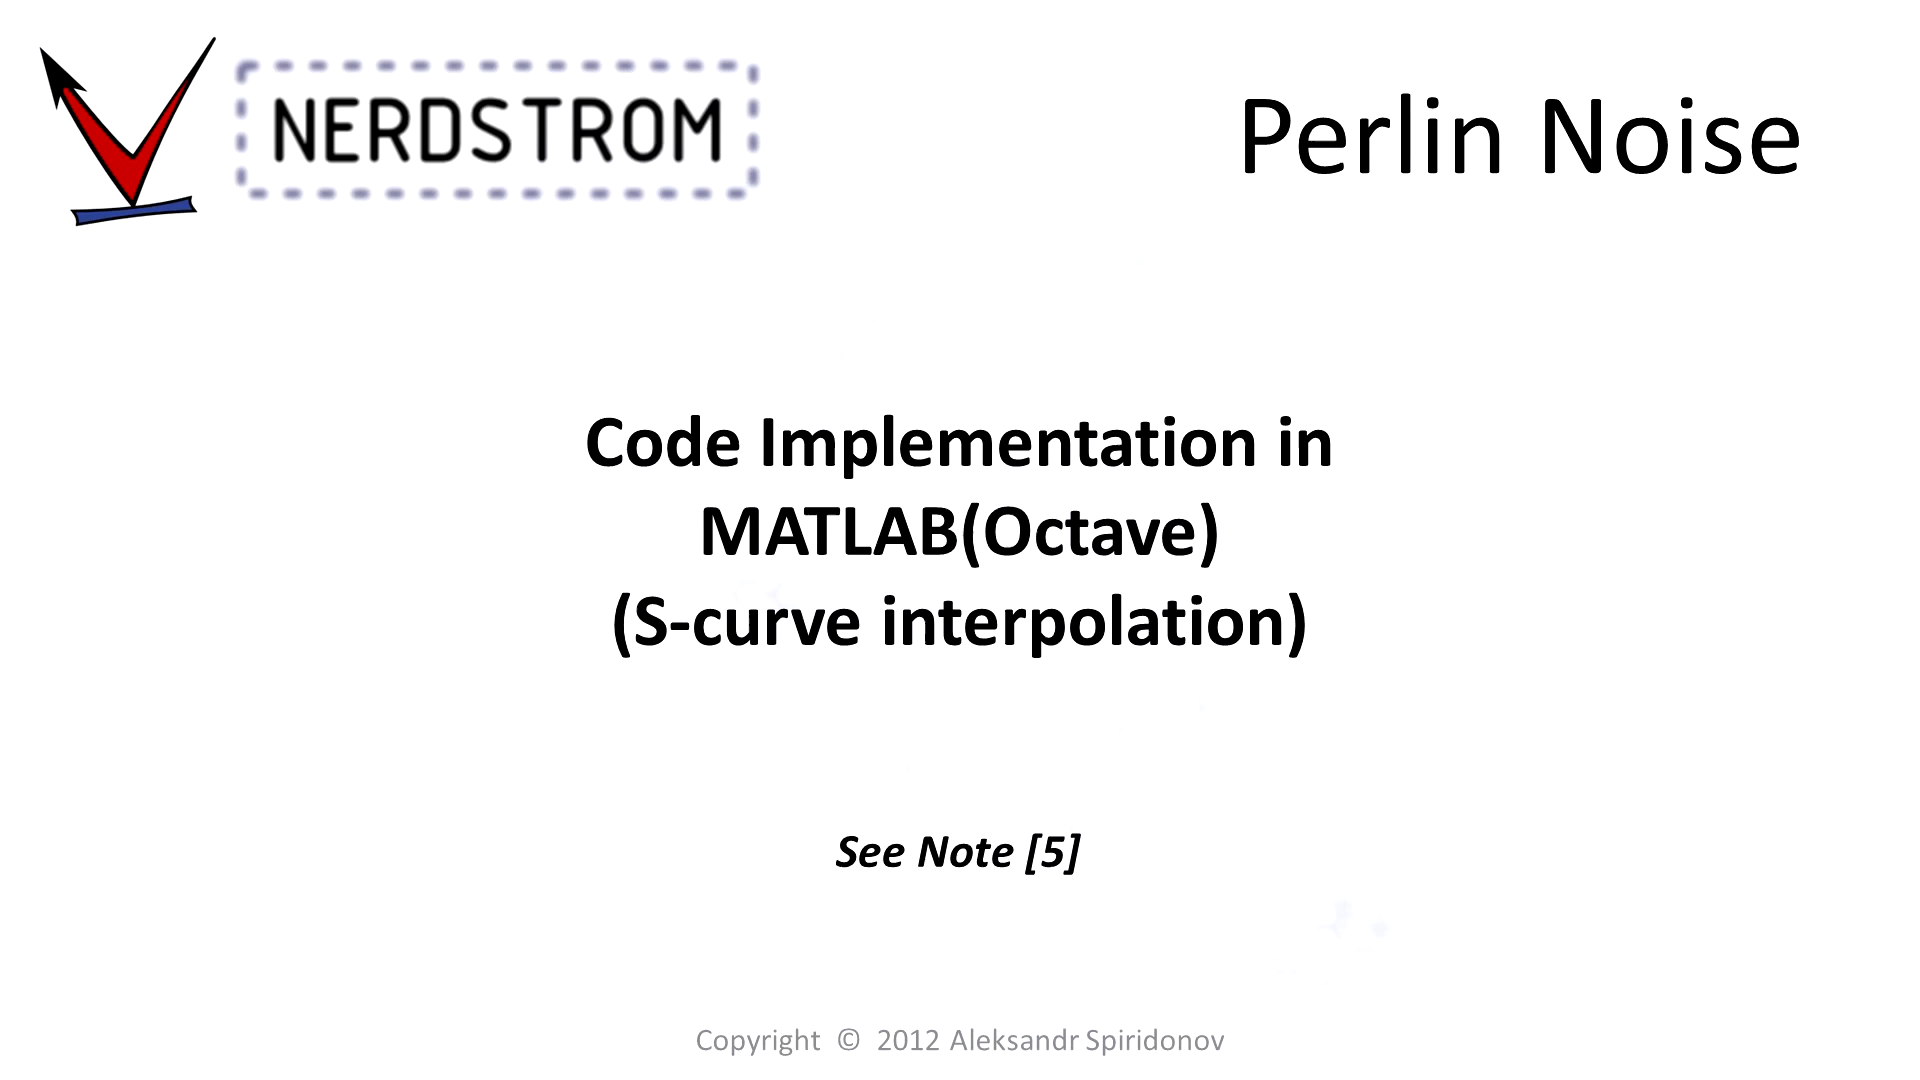 NERDSTROM
Perlin Noise
Code Implementation in
MATLAB(Octave)
(S-curve interpolation)
See Note [5]
Copyright © 2012 Aleksandr Spiridonov